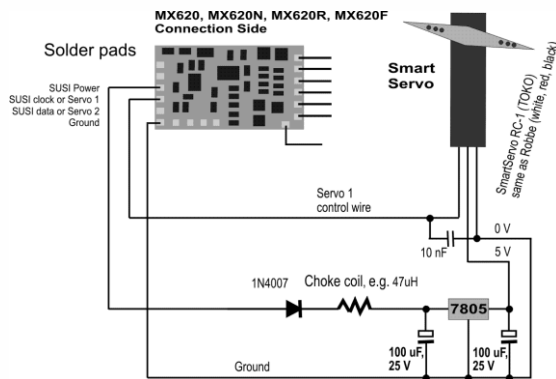 MX620, MX620N, MX620R, MX620F
Connection Side
Solder pads
SUSI Power
SUSI clock or Servo 1
SUSI data or Servo 2
Ground
Smart
Servo
SmartServo RC-1 (TOKO)
same as Robbe (white, red, black)
Servo 1
control wire
0 V
10 nF
5 V
1N4007
Choke coil, e.g. 47uH
7805
100 uF,
25 V
100 uF,
25 V
Ground